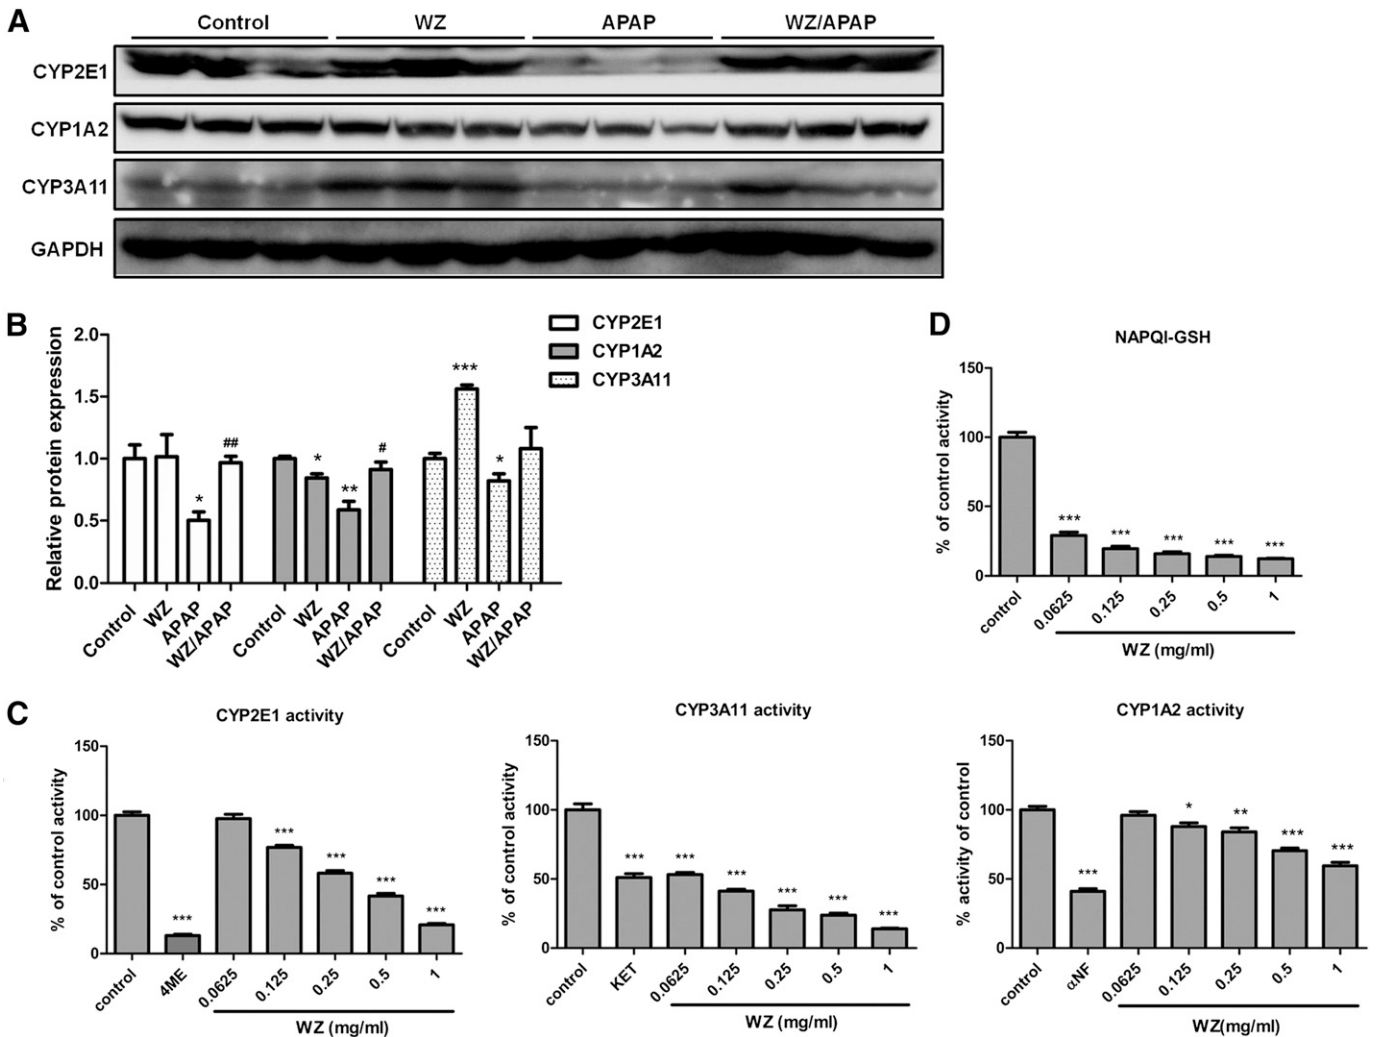 A
Control WZ APAP WZ/APAP
CYP2E1
CYP1A2
CYP3A11
GAPDH
B
Relative protein expression
2.0
1.5
1.0
0.5
0.0
CYP2E1
CYP1A2
CYP3A11
* ## * ** # *** *
Control WZ APAP WZ/APAP Control WZ APAP WZ/APAP Control WZ APAP WZ/APAP
D
NAPQI-GSH
% of control activity
150
100
50
0
*** *** *** *** ***
control 0.0625 0.125 0.25 0.5 1
WZ (mg/ml)
C
CYP2E1 activity
% of control activity
150
100
50
0
*** *** *** *** ***
control 4ME 0.0625 0.125 0.25 0.5 1
WZ (mg/ml)
CYP3A11 activity
% of control activity
150
100
50
0
*** *** *** *** *** ***
control KET 0.0625 0.125 0.25 0.5 1
WZ (mg/ml)
CYP1A2 activity
% activity of control
150
100
50
0
*** * ** *** ***
control αNF 0.0625 0.125 0.25 0.5 1
WZ(mg/ml)